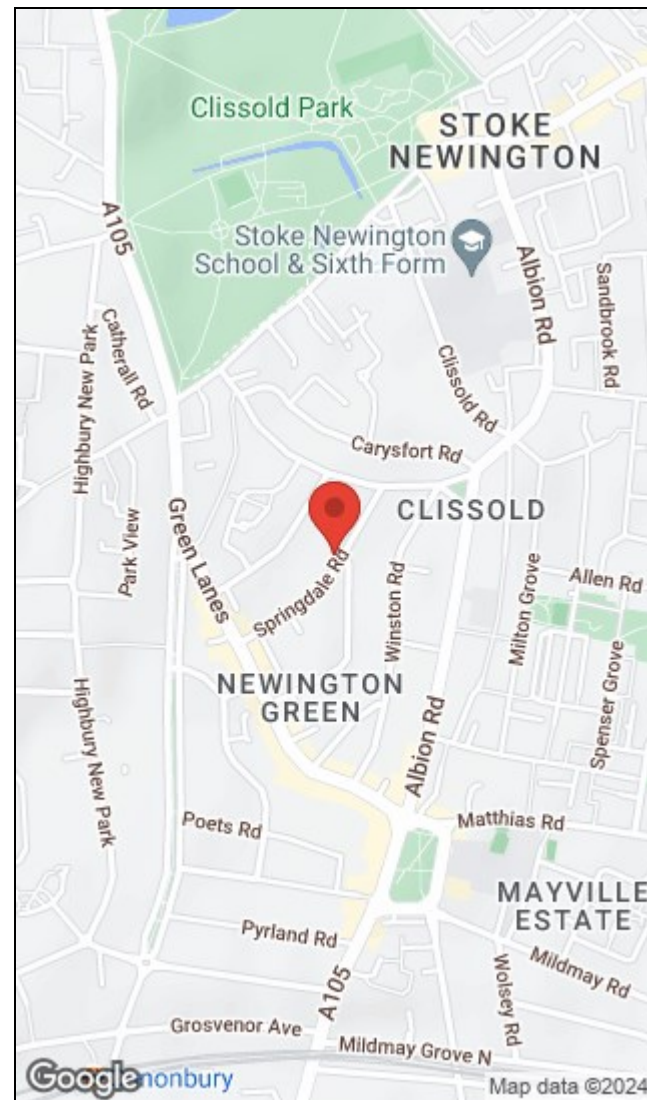 Clissold Park
STOKE
NEWINGTON
A105
Stoke Newington
School & Sixth Form
Albion Rd
Sandbrook Rd
Catherall Rd
Highbury New Park
Clissold Rd
Carysfort Rd
CLISSOLD
Green Lanes
Park View
Springdale Rd
Winston Rd
Milton Grove
Allen Rd
Spenser Grove
NEWINGTON
GREEN
Highbury New Park
Albion Rd
Poets Rd
Matthias Rd
MAYVILLE
ESTATE
Pyrland Rd
Mildmay Rd
Wolsey Rd
A105
Grosvenor Ave
Mildmay Grove N
Google
nonbury
Map data ©2024